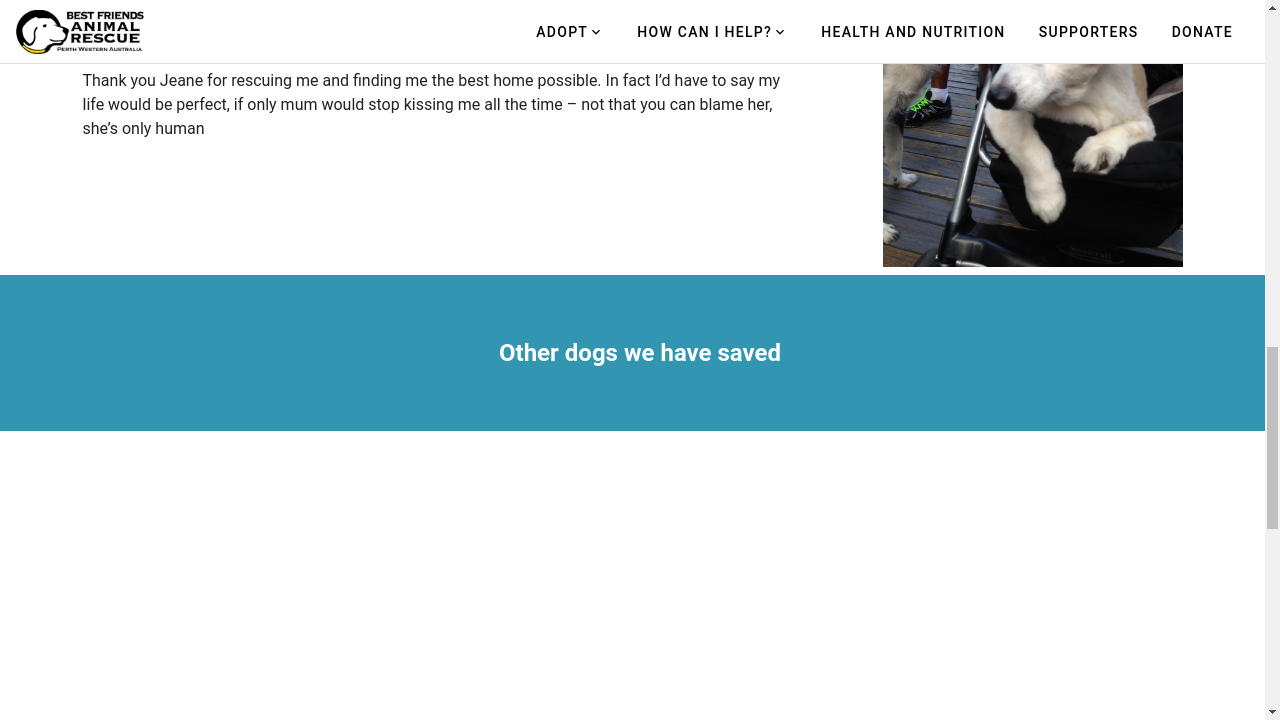 BEST FRIENDS
ANIMAL
RESCUE
PERTH WESTERN AUSTRALIA
ADOPT
HOW CAN I HELP?
HEALTH AND NUTRITION
SUPPORTERS
DONATE
Thank you Jeane for rescuing me and finding me the best home possible. In fact I’d have to say my
life would be perfect, if only mum would stop kissing me all the time – not that you can blame her,
she’s only human
Other dogs we have saved